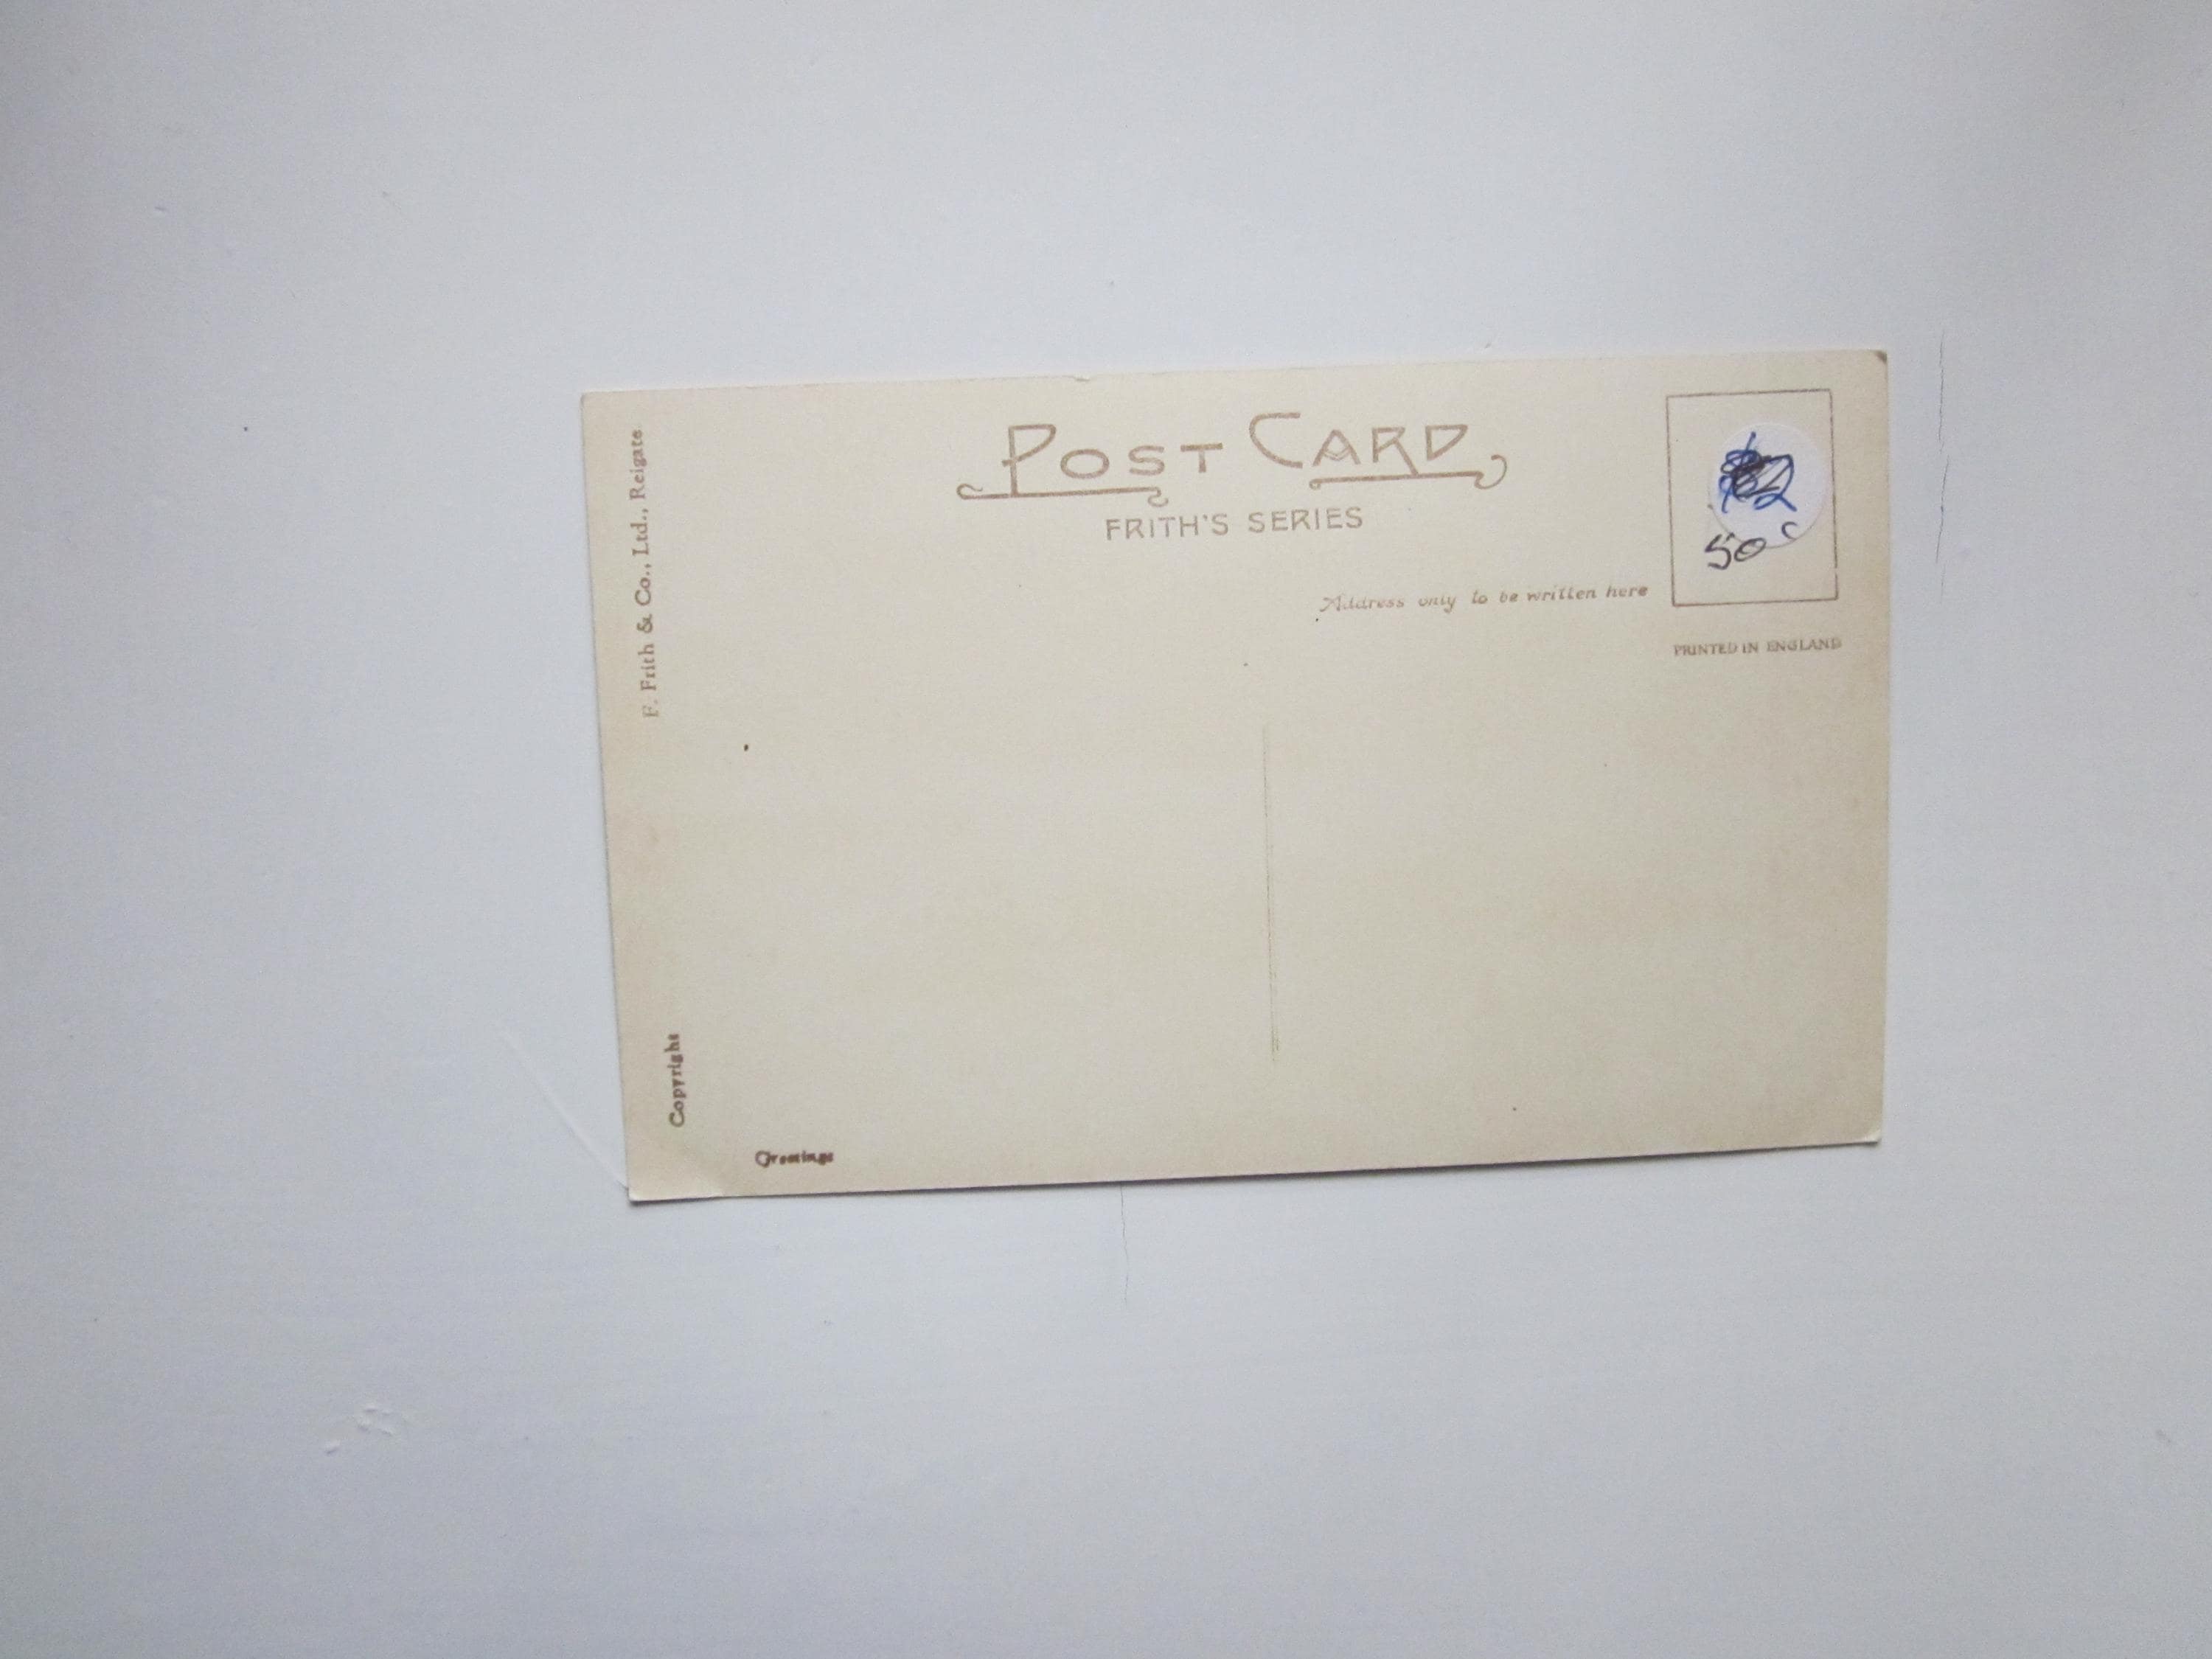 POST CARD
FRITH'S SERIES
Address only to be written here
50c
PRINTED IN ENGLAND
F. Frith & Co., Ltd., Reigate
Copyright
Greetings